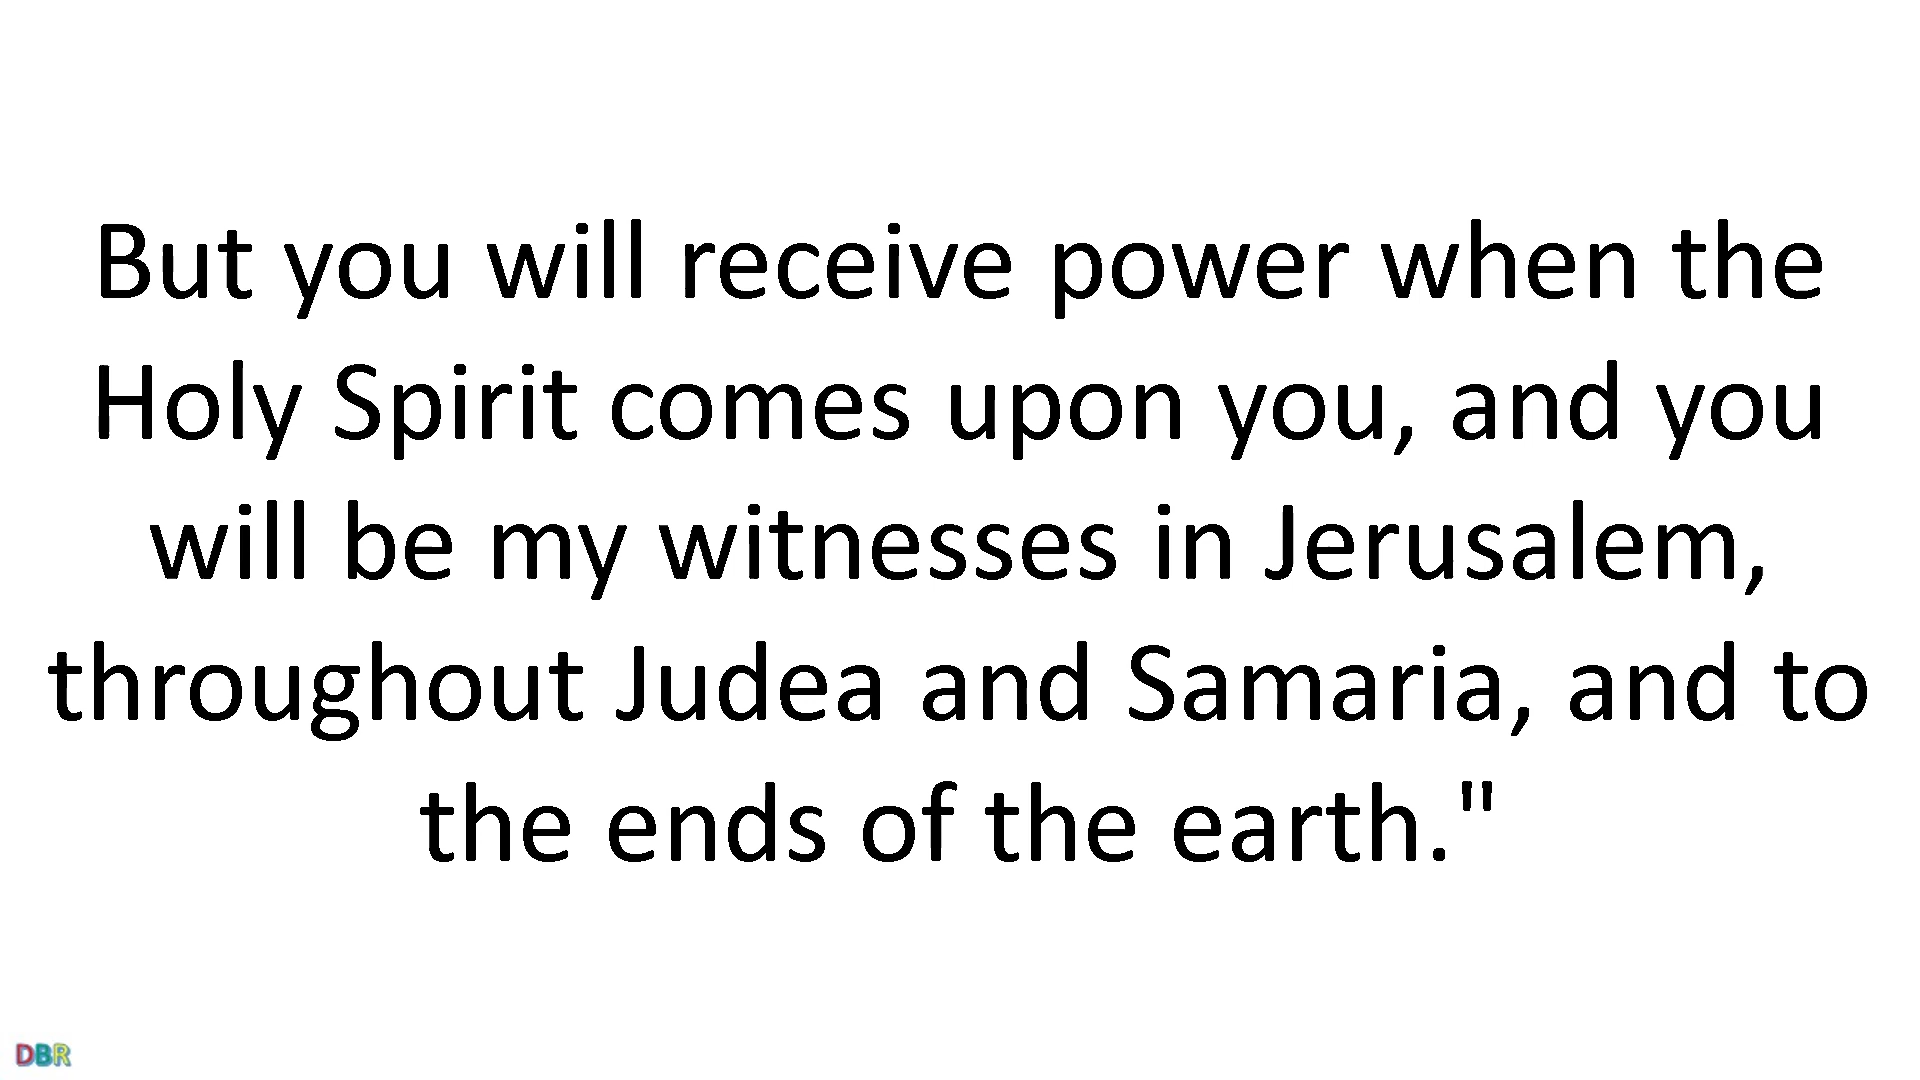 But you will receive power when the
Holy Spirit comes upon you, and you
will be my witnesses in Jerusalem,
throughout Judea and Samaria, and to
the ends of the earth."
DBR